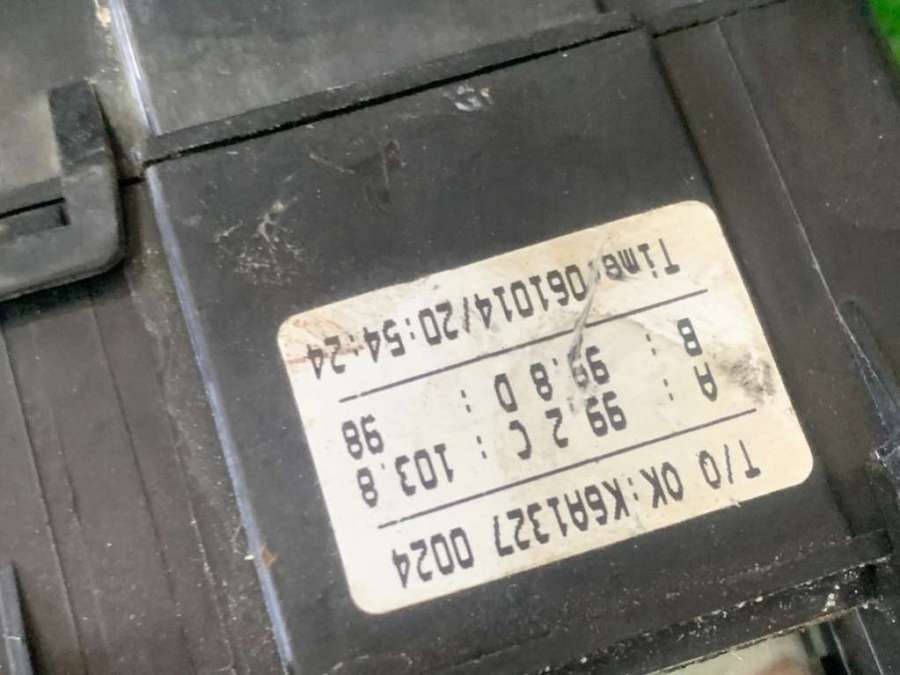 T/O OK:K6A1327 0024
A : 99.2 C : 103.8
B : 99.8 D : 98
Time:061014/20:54:24